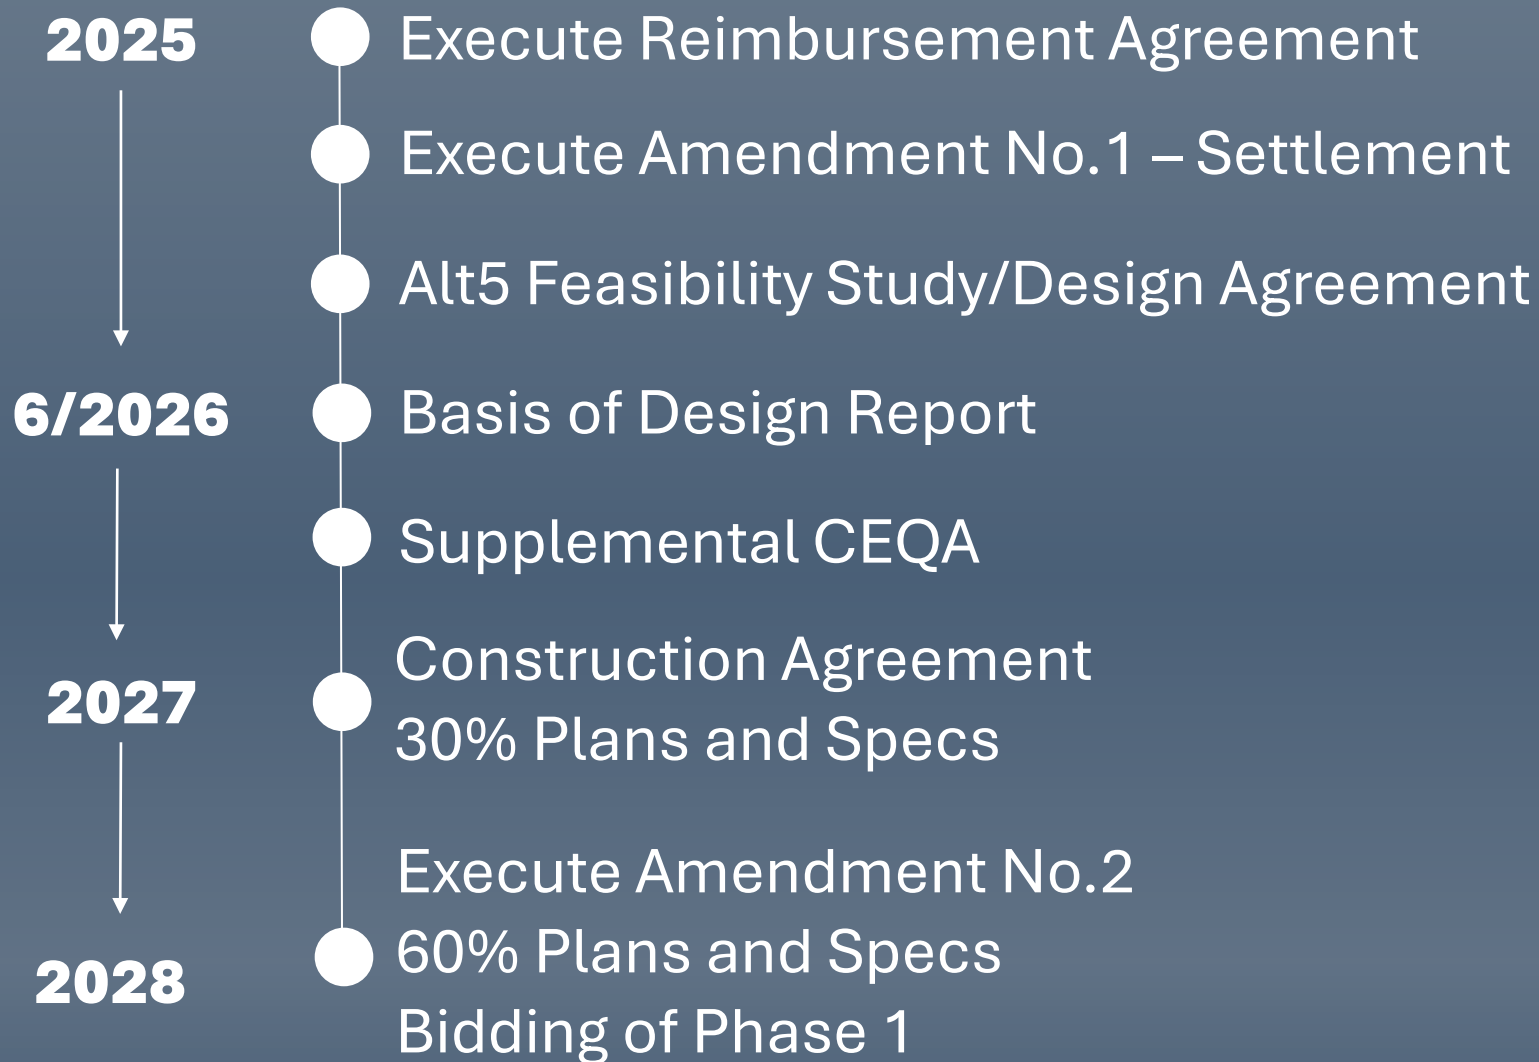 2025
Execute Reimbursement Agreement
Execute Amendment No.1 – Settlement
Alt5 Feasibility Study/Design Agreement
6/2026
Basis of Design Report
Supplemental CEQA
2027
Construction Agreement
30% Plans and Specs
2028
Execute Amendment No.2
60% Plans and Specs
Bidding of Phase 1